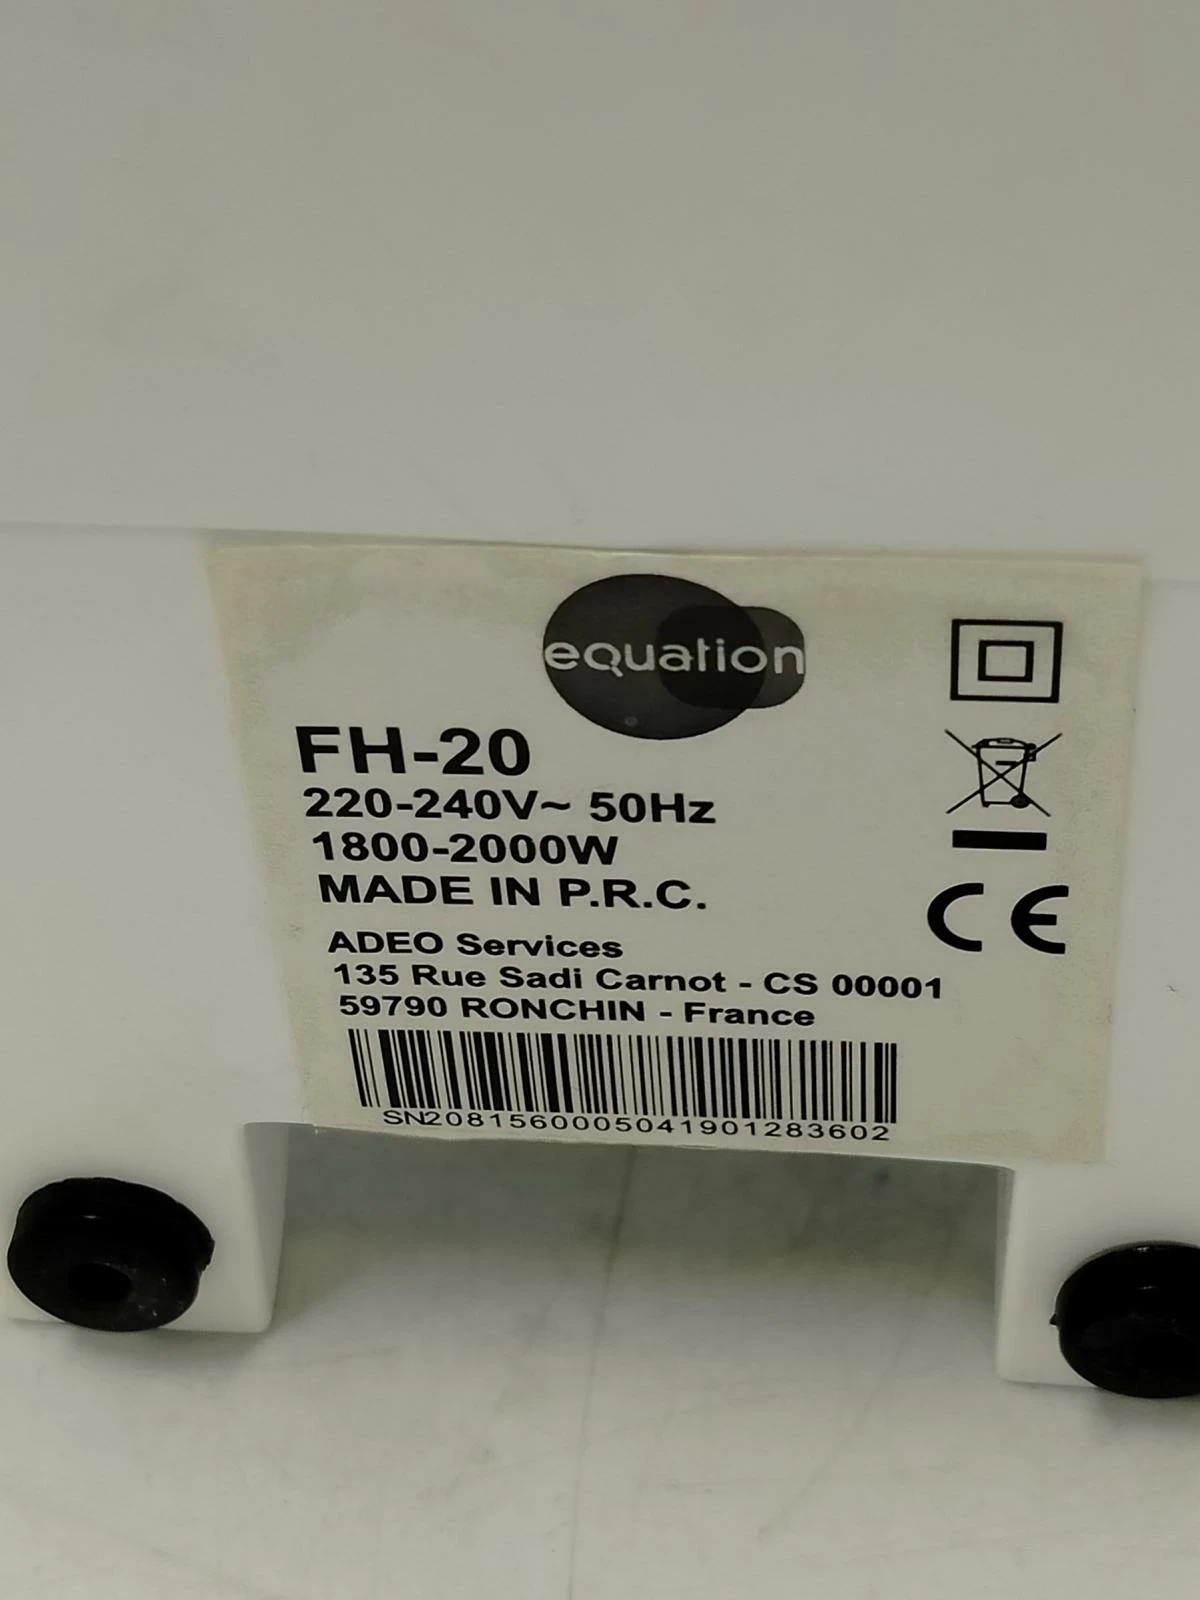 equation
FH-20
220-240V~ 50Hz
1800-2000W
MADE IN P.R.C.
ADEO Services
135 Rue Sadi Carnot - CS 00001
59790 RONCHIN - France
SN2081560005041901283602
CE